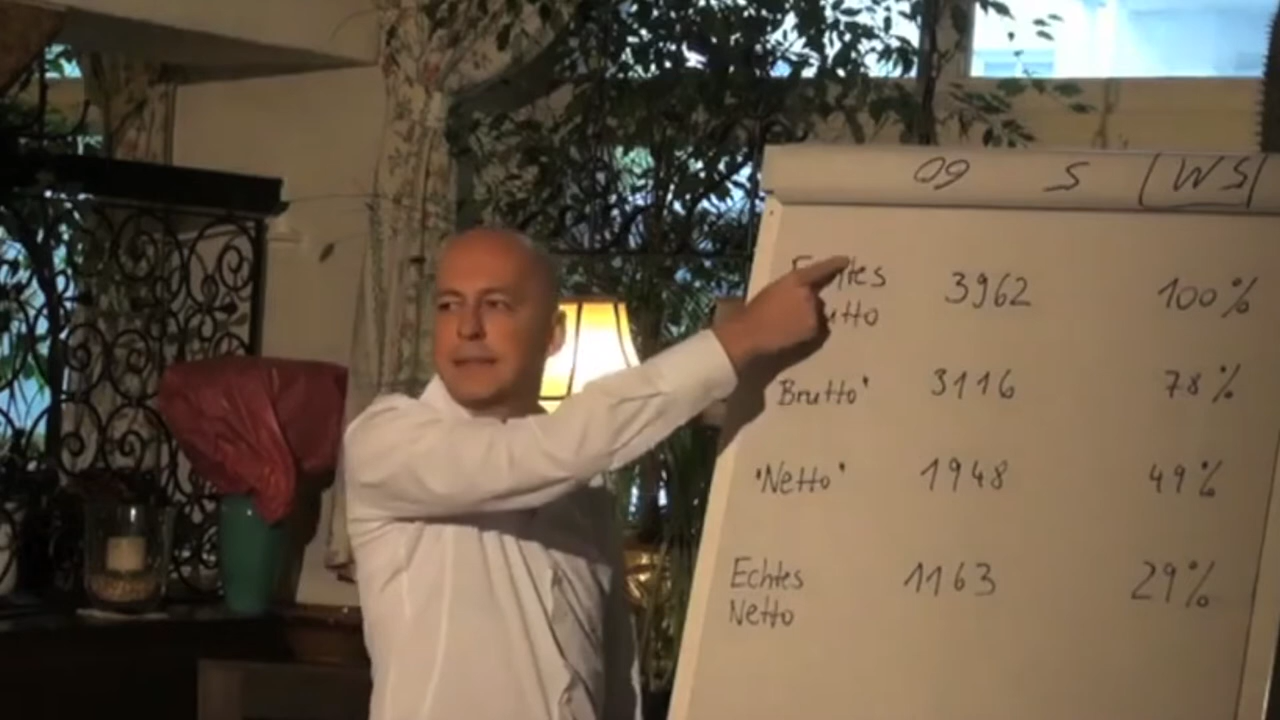 09 S WS
Echtes 3962 100%
Brutto
Brutto" 3116 78%
"Netto" 1948 49%
Echtes 1163 29%
Netto